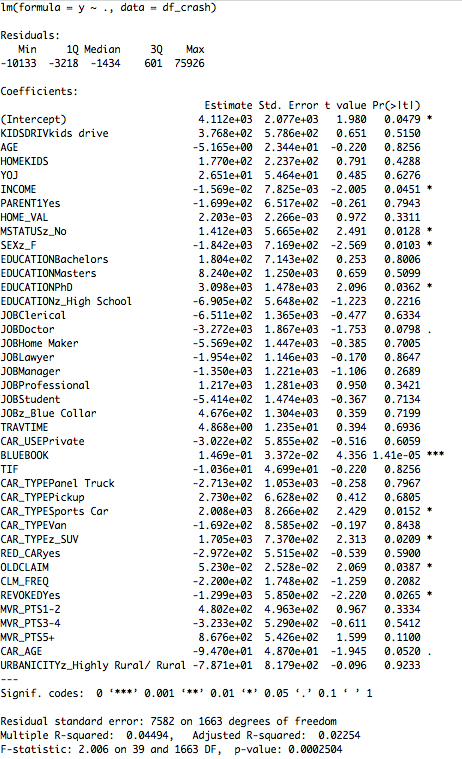 lm(formula = y ~ ., data = df_crash)
Residuals:
   Min     1Q Median     3Q    Max
-10133  -3218  -1434    601  75926
Coefficients:
                                  Estimate Std. Error t value Pr(>|t|)
(Intercept)                      4.112e+03  2.077e+03   1.980   0.0479 *
KIDSDRIVkids drive               3.768e+02  5.786e+02   0.651   0.5150
AGE                             -5.165e+00  2.344e+01  -0.220   0.8256
HOMEKIDS                         1.770e+02  2.237e+02   0.791   0.4288
YOJ                              2.651e+01  5.464e+01   0.485   0.6276
INCOME                          -1.569e-02  7.825e-03  -2.005   0.0451 *
PARENT1Yes                      -1.699e+02  6.517e+02  -0.261   0.7943
HOME_VAL                         2.203e-03  2.266e-03   0.972   0.3311
MSTATUSz_No                      1.412e+03  5.665e+02   2.491   0.0128 *
SEXz_F                          -1.842e+03  7.169e+02  -2.569   0.0103 *
EDUCATIONBachelors               1.804e+02  7.143e+02   0.253   0.8006
EDUCATIONMasters                 8.240e+02  1.250e+03   0.659   0.5099
EDUCATIONPhD                     3.098e+03  1.478e+03   2.096   0.0362 *
EDUCATIONz_High School          -6.905e+02  5.648e+02  -1.223   0.2216
JOBClerical                     -6.511e+02  1.365e+03  -0.477   0.6334
JOBDoctor                       -3.272e+03  1.867e+03  -1.753   0.0798 .
JOBHome Maker                   -5.569e+02  1.447e+03  -0.385   0.7005
JOBLawyer                       -1.954e+02  1.146e+03  -0.170   0.8647
JOBManager                      -1.350e+03  1.221e+03  -1.106   0.2689
JOBProfessional                  1.217e+03  1.281e+03   0.950   0.3421
JOBStudent                      -5.414e+02  1.474e+03  -0.367   0.7134
JOBz_Blue Collar                 4.676e+02  1.304e+03   0.359   0.7199
TRAVTIME                         4.868e+00  1.235e+01   0.394   0.6936
CAR_USEPrivate                  -3.022e+02  5.855e+02  -0.516   0.6059
BLUEBOOK                         1.469e-01  3.372e-02   4.356 1.41e-05 ***
TIF                             -1.036e+01  4.699e+01  -0.220   0.8256
CAR_TYPEPanel Truck             -2.713e+02  1.053e+03  -0.258   0.7967
CAR_TYPEPickup                   2.730e+02  6.628e+02   0.412   0.6805
CAR_TYPESports Car               2.008e+03  8.266e+02   2.429   0.0152 *
CAR_TYPEVan                     -1.692e+02  8.585e+02  -0.197   0.8438
CAR_TYPEz_SUV                    1.705e+03  7.370e+02   2.313   0.0209 *
RED_CARyes                      -2.972e+02  5.515e+02  -0.539   0.5900
OLDCLAIM                         5.230e-02  2.528e-02   2.069   0.0387 *
CLM_FREQ                        -2.200e+02  1.748e+02  -1.259   0.2082
REVOKEDYes                      -1.299e+03  5.850e+02  -2.220   0.0265 *
MVR_PTS1-2                       4.802e+02  4.963e+02   0.967   0.3334
MVR_PTS3-4                      -3.233e+02  5.290e+02  -0.611   0.5412
MVR_PTS5+                        8.676e+02  5.426e+02   1.599   0.1100
CAR_AGE                         -9.470e+01  4.870e+01  -1.945   0.0520 .
URBANICITYz_Highly Rural/ Rural -7.871e+01  8.179e+02  -0.096   0.9233
---
Signif. codes:  0 ‘***’ 0.001 ‘**’ 0.01 ‘*’ 0.05 ‘.’ 0.1 ‘ ’ 1
Residual standard error: 7582 on 1663 degrees of freedom
Multiple R-squared:  0.04494,	Adjusted R-squared:  0.02254
F-statistic: 2.006 on 39 and 1663 DF,  p-value: 0.0002504